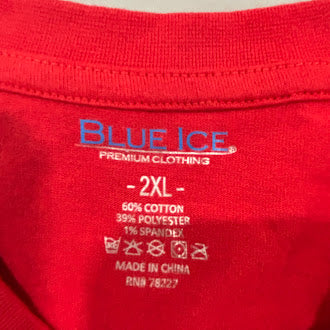 BLUE ICE®
PREMIUM CLOTHING
- 2XL -
60% COTTON
39% POLYESTER
1% SPANDEX
MADE IN CHINA
RN# 78227